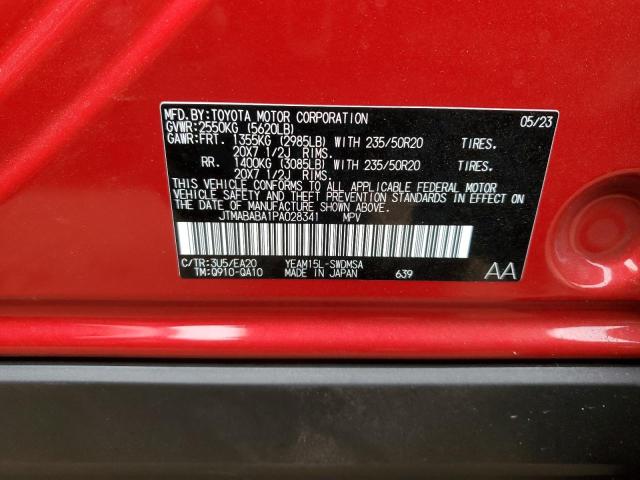 MFD.BY:TOYOTA MOTOR CORPORATION 05/23
GVWR:2550KG (5620LB)
GAWR:FRT. 1355KG (2985LB) WITH 235/50R20 TIRES.
20X7 1/2J RIMS.
RR. 1400KG (3085LB) WITH 235/50R20 TIRES.
20X7 1/2J RIMS.
THIS VEHICLE CONFORMS TO ALL APPLICABLE FEDERAL MOTOR
VEHICLE SAFETY AND BUMPER STANDARDS IN EFFECT ON
THE DATE OF MANUFACTURE SHOWN ABOVE.
JTMABABA1PA028341 MPV
C/TR:3U5/EA20 YEAM15L-SWDMSA
TM:Q910-QA10 MADE IN JAPAN 639 AA